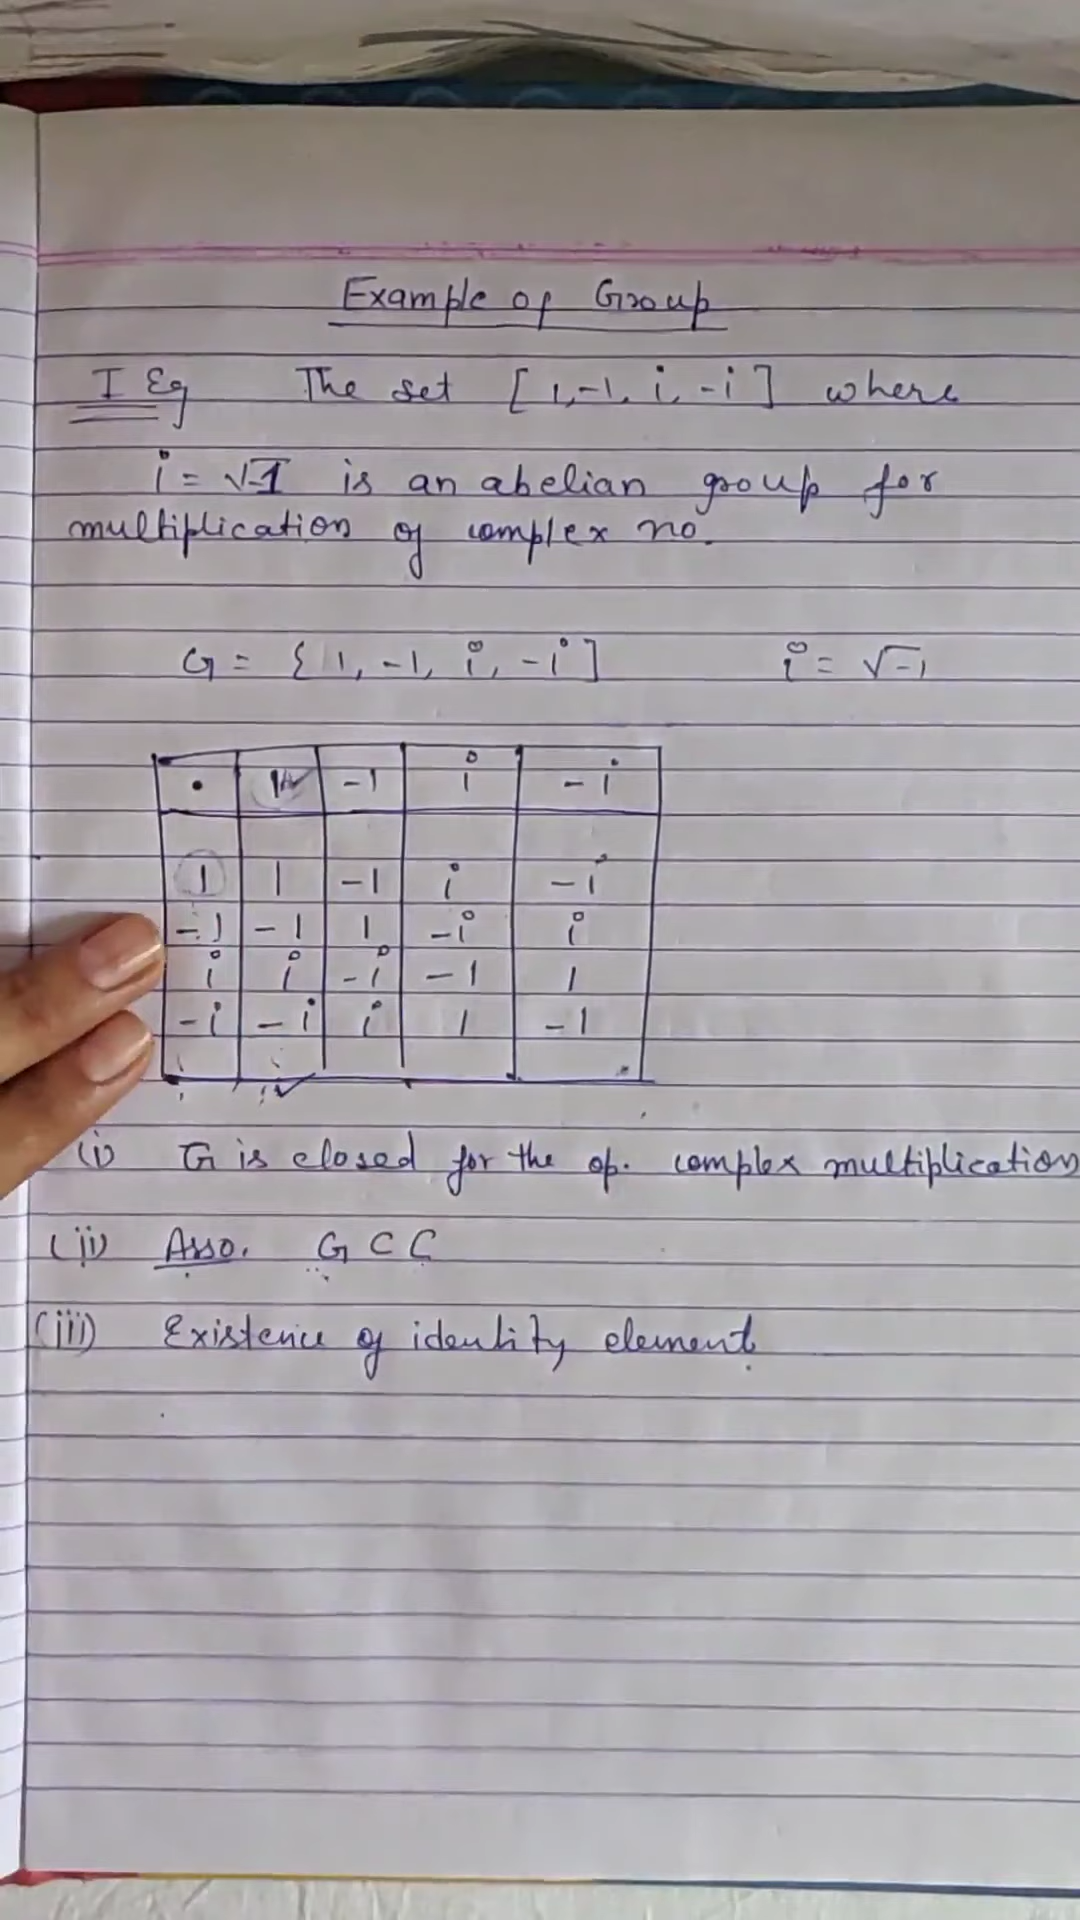 Example of Group
I Eg The set [1,-1, i, -i] where
i = √-1 is an abelian group for
multiplication of complex no.
G = {1, -1, i, -i] i = √-1
• 1 -1 i -i
1 1 -1 i -i
-1 -1 1 -i i
i i -i -1 1
-i -i i 1 -1
(i) G is closed for the op. complex multiplication
(ii) Asso. G ⊂ C
(iii) Existence of identity element